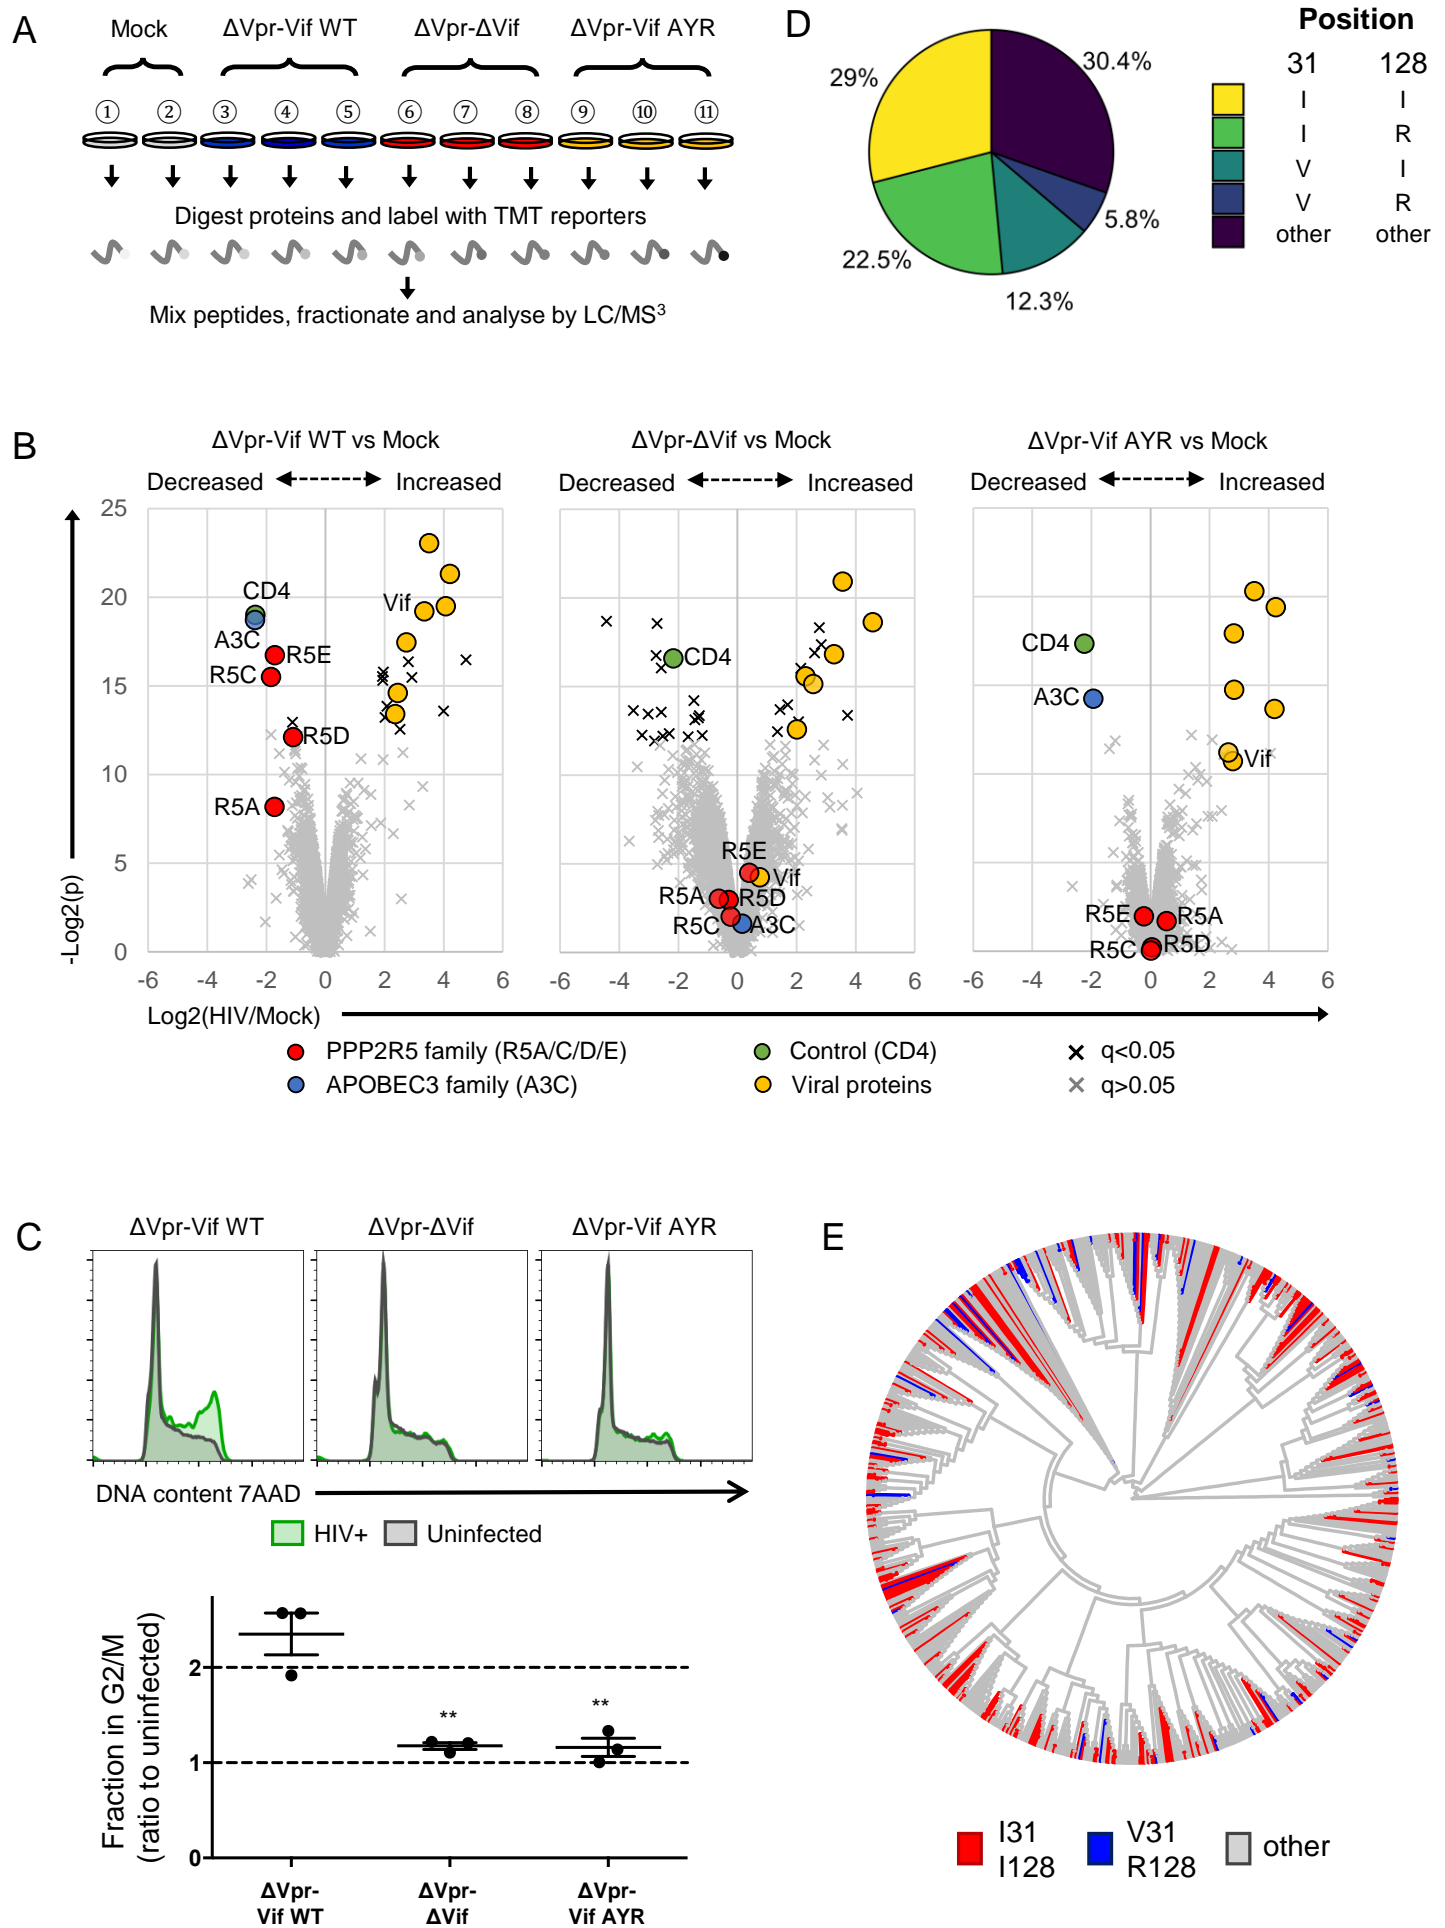 A
Mock
ΔVpr-Vif WT
ΔVpr-ΔVif
ΔVpr-Vif AYR
① ② ③ ④ ⑤ ⑥ ⑦ ⑧ ⑨ ⑩ ⑪
Digest proteins and label with TMT reporters
Mix peptides, fractionate and analyse by LC/MS³
D
29%
30.4%
5.8%
12.3%
22.5%
Position
31 128
I I
I R
V I
V R
other other
B
ΔVpr-Vif WT vs Mock
Decreased Increased
ΔVpr-ΔVif vs Mock
Decreased Increased
ΔVpr-Vif AYR vs Mock
Decreased Increased
-Log2(p)
25
20
15
10
5
0
CD4
A3C
R5E
R5C
R5D
R5A
Vif
-6 -4 -2 0 2 4 6
CD4
R5E
Vif
R5A
R5D
R5C
A3C
-6 -4 -2 0 2 4 6
CD4
A3C
Vif
R5E
R5A
R5C
R5D
-6 -4 -2 0 2 4 6
Log2(HIV/Mock)
PPP2R5 family (R5A/C/D/E)
Control (CD4)
q<0.05
APOBEC3 family (A3C)
Viral proteins
q>0.05
C
ΔVpr-Vif WT
ΔVpr-ΔVif
ΔVpr-Vif AYR
DNA content 7AAD
HIV+
Uninfected
Fraction in G2/M
(ratio to uninfected)
2
1
0
**
**
ΔVpr-
Vif WT
ΔVpr-
ΔVif
ΔVpr-
Vif AYR
E
I31
I128
V31
R128
other